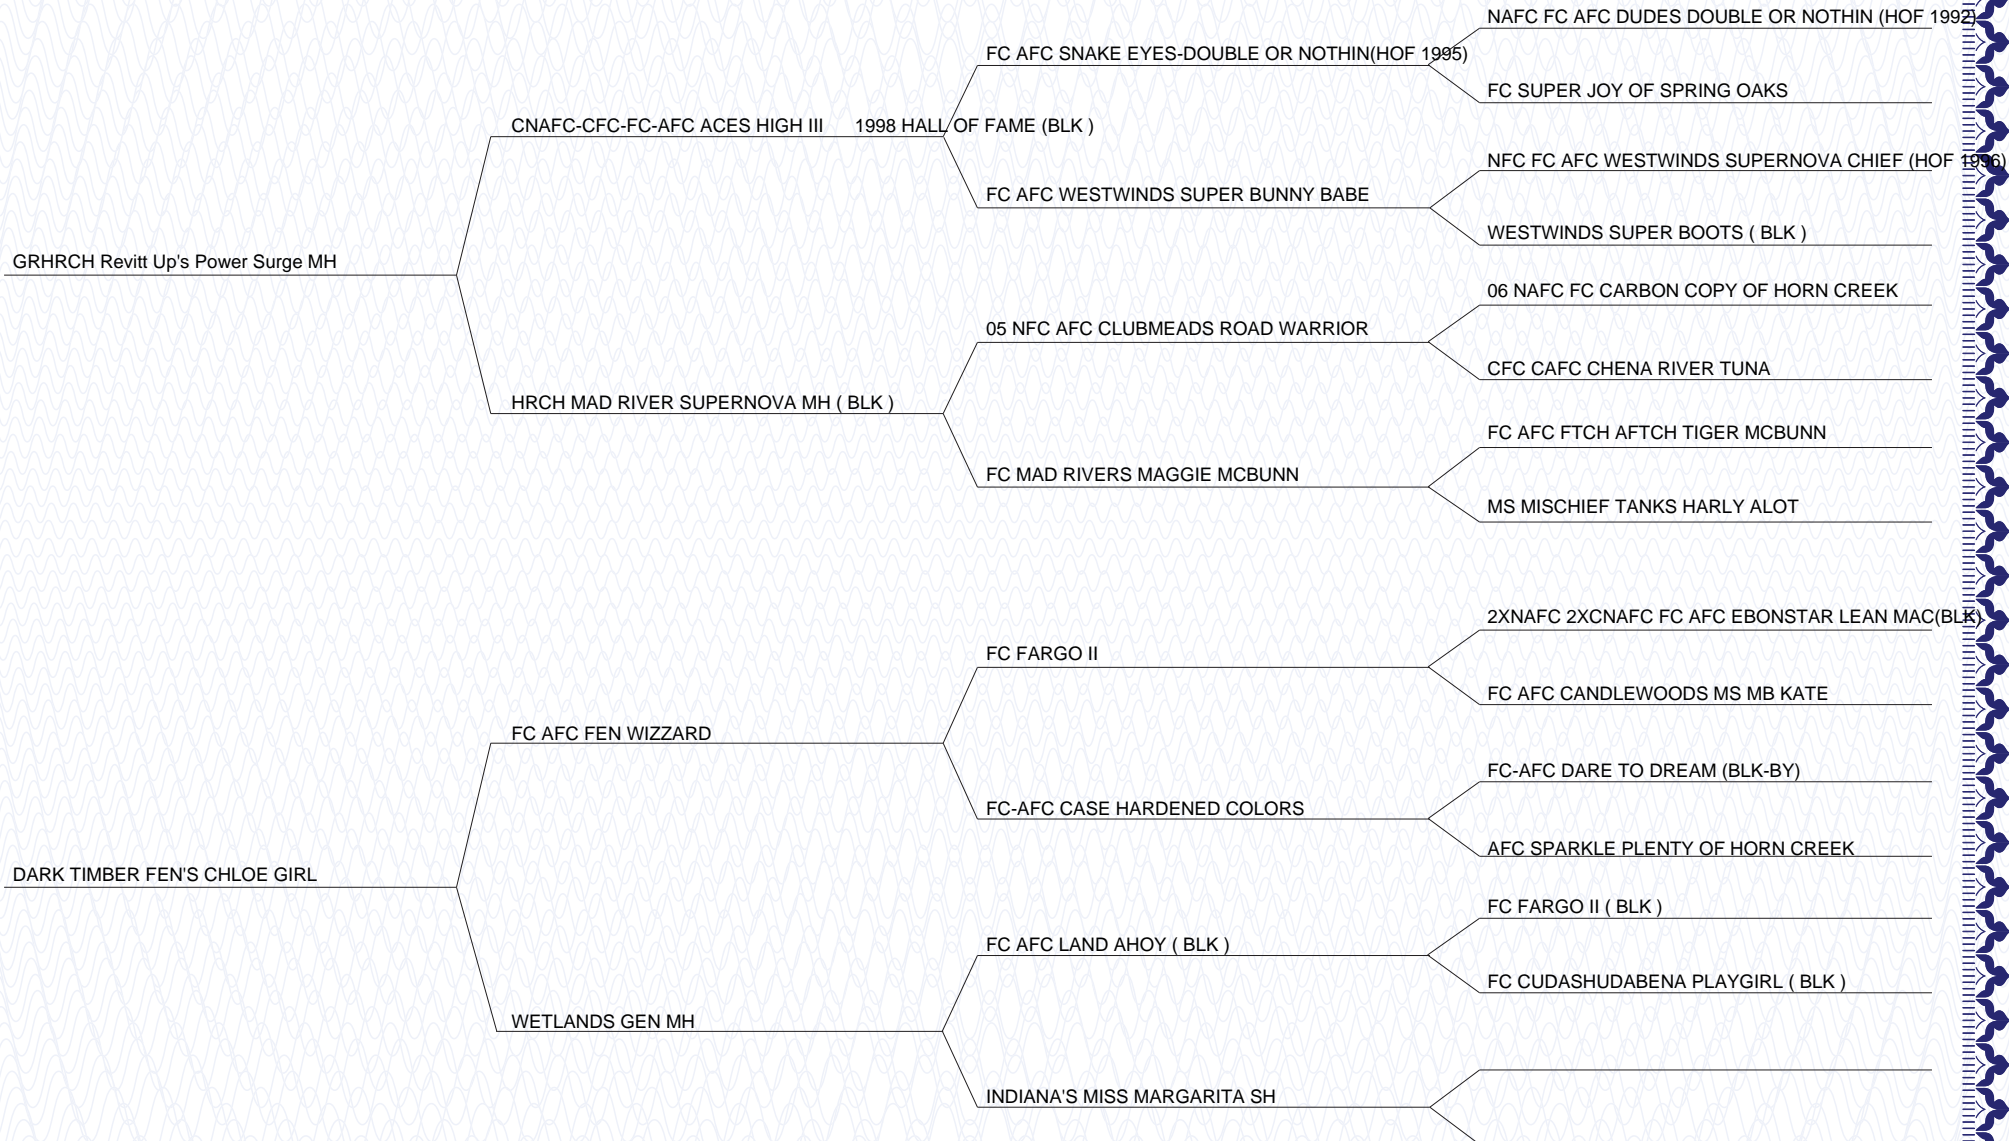 NAFC FC AFC DUDES DOUBLE OR NOTHIN (HOF 1992)
FC AFC SNAKE EYES-DOUBLE OR NOTHIN(HOF 1995)
FC SUPER JOY OF SPRING OAKS
CNAFC-CFC-FC-AFC ACES HIGH III 1998 HALL OF FAME (BLK )
NFC FC AFC WESTWINDS SUPERNOVA CHIEF (HOF 1996)
FC AFC WESTWINDS SUPER BUNNY BABE
WESTWINDS SUPER BOOTS ( BLK )
GRHRCH Revitt Up's Power Surge MH
06 NAFC FC CARBON COPY OF HORN CREEK
05 NFC AFC CLUBMEADS ROAD WARRIOR
CFC CAFC CHENA RIVER TUNA
HRCH MAD RIVER SUPERNOVA MH ( BLK )
FC AFC FTCH AFTCH TIGER MCBUNN
FC MAD RIVERS MAGGIE MCBUNN
MS MISCHIEF TANKS HARLY ALOT
2XNAFC 2XCNAFC FC AFC EBONSTAR LEAN MAC(BLK)
FC FARGO II
FC AFC CANDLEWOODS MS MB KATE
FC AFC FEN WIZZARD
FC-AFC DARE TO DREAM (BLK-BY)
FC-AFC CASE HARDENED COLORS
AFC SPARKLE PLENTY OF HORN CREEK
DARK TIMBER FEN'S CHLOE GIRL
FC FARGO II ( BLK )
FC AFC LAND AHOY ( BLK )
FC CUDASHUDABENA PLAYGIRL ( BLK )
WETLANDS GEN MH
INDIANA'S MISS MARGARITA SH